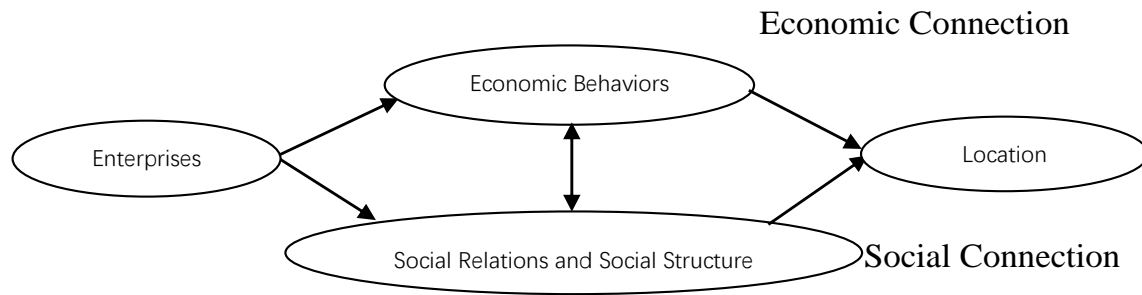 Economic Connection
Economic Behaviors
Enterprises
Location
Social Relations and Social Structure
Social Connection